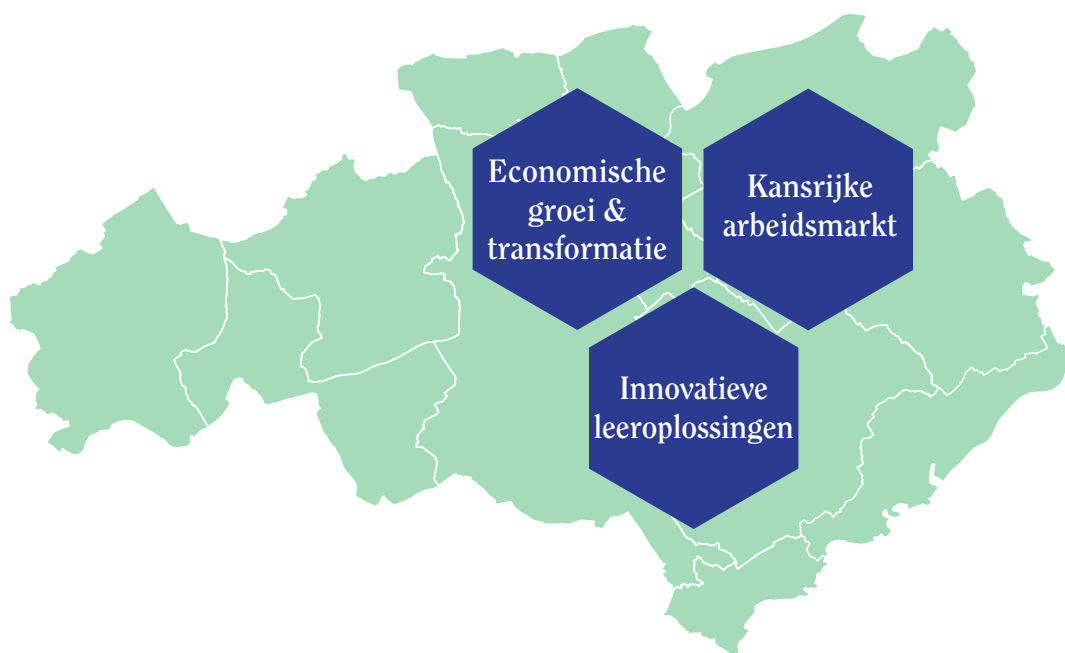 Economische
groei &
transformatie
Kansrijke
arbeidsmarkt
Innovatieve
leeroplossingen